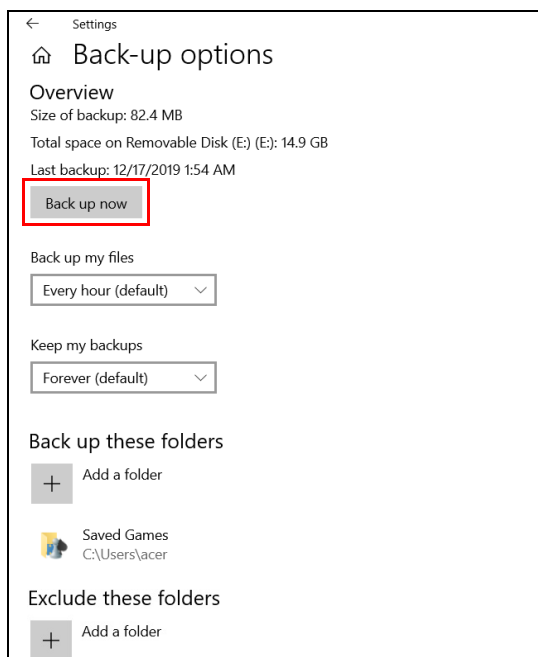 Settings
Back-up options
Overview
Size of backup: 82.4 MB
Total space on Removable Disk (E:) (E:): 14.9 GB
Last backup: 12/17/2019 1:54 AM
Back up now
Back up my files
Every hour (default)
Keep my backups
Forever (default)
Back up these folders
Add a folder
Saved Games
C:\Users\acer
Exclude these folders
Add a folder